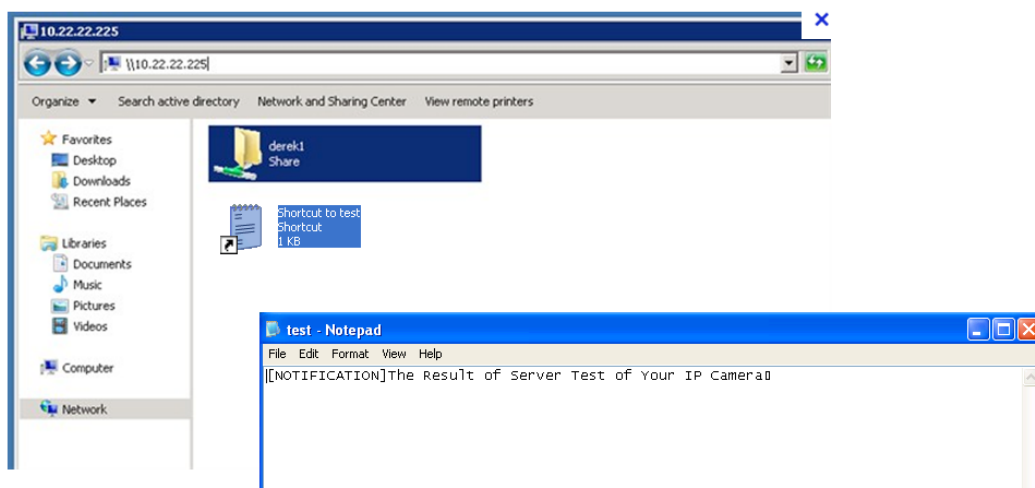 10.22.22.225
\\10.22.22.225
Organize Search active directory Network and Sharing Center View remote printers
Favorites
Desktop
Downloads
Recent Places
Libraries
Documents
Music
Pictures
Videos
Computer
Network
derek1
Share
Shortcut to test
Shortcut
1 KB
test - Notepad
File Edit Format View Help
[NOTIFICATION]The Result of Server Test of Your IP Camera▯